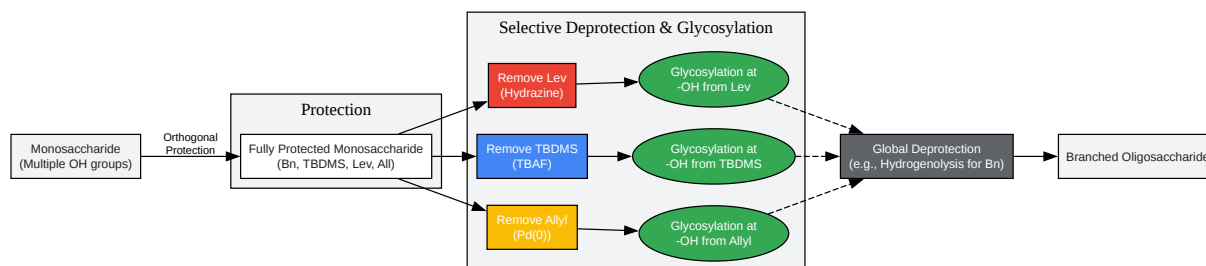 Selective Deprotection & Glycosylation
Protection
Monosaccharide
(Multiple OH groups)
Orthogonal
Protection
Fully Protected Monosaccharide
(Bn, TBDMS, Lev, All)
Remove Lev
(Hydrazine)
Glycosylation at
-OH from Lev
Remove TBDMS
(TBAF)
Glycosylation at
-OH from TBDMS
Remove Allyl
(Pd(0))
Glycosylation at
-OH from Allyl
Global Deprotection
(e.g., Hydrogenolysis for Bn)
Branched Oligosaccharide